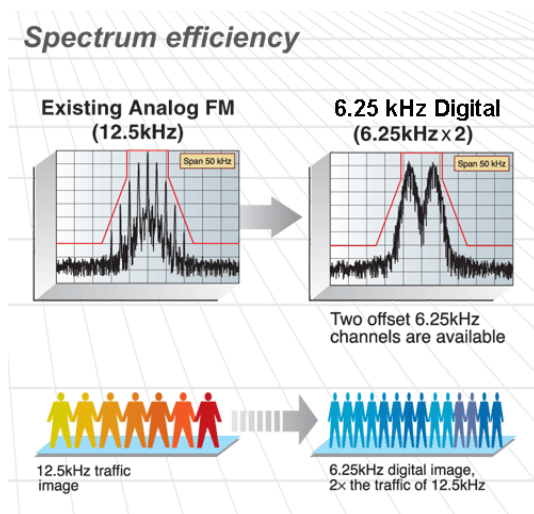 Spectrum efficiency
Existing Analog FM
(12.5kHz)
6.25 kHz Digital
(6.25kHz x 2)
Span 50 kHz
Span 50 kHz
Two offset 6.25kHz
channels are available
12.5kHz traffic
image
6.25kHz digital image,
2× the traffic of 12.5kHz